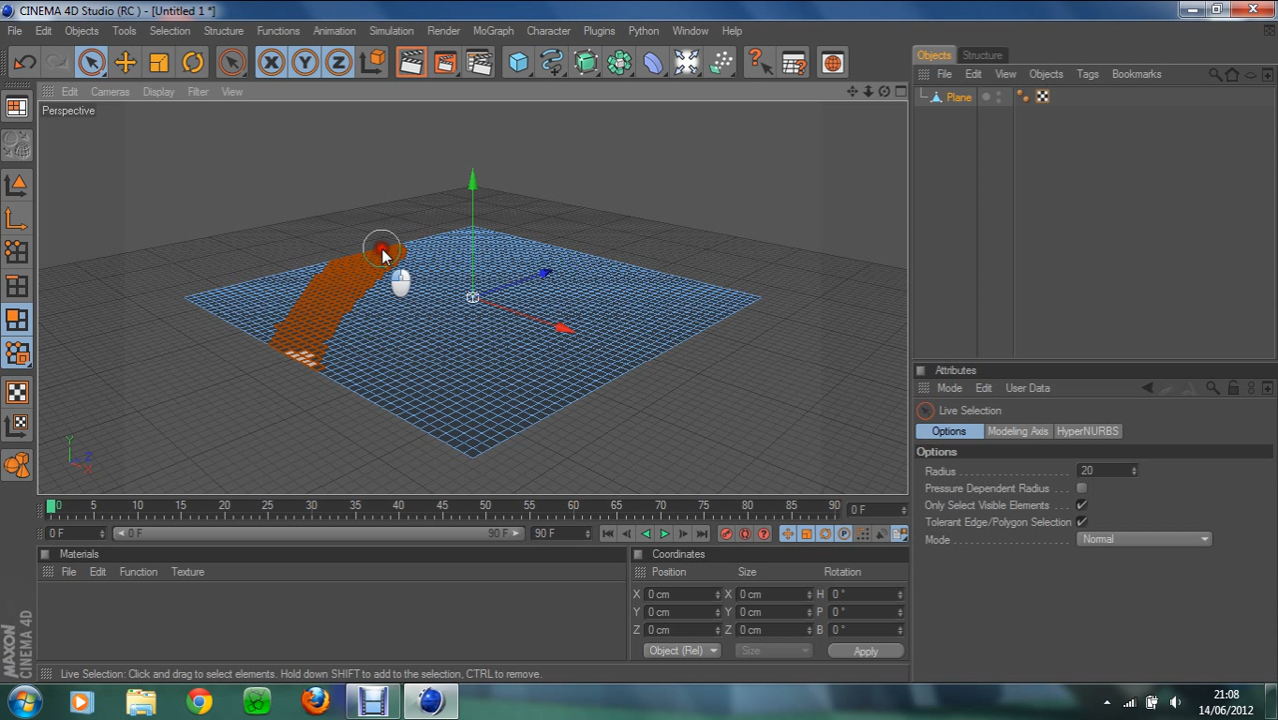 CINEMA 4D Studio (RC ) - [Untitled 1 *]
File Edit Objects Tools Selection Structure Functions Animation Simulation Render MoGraph Character Plugins Python Window Help
Edit Cameras Display Filter View
Perspective
Y
Z
X
X Y Z
Objects Structure
File Edit View Objects Tags Bookmarks
Plane
Attributes
Mode Edit User Data
Live Selection
Options Modeling Axis HyperNURBS
Options
Radius 20
Pressure Dependent Radius
Only Select Visible Elements
Tolerant Edge/Polygon Selection
Mode Normal
0 5 10 15 20 25 30 35 40 45 50 55 60 65 70 75 80 85 90 0 F
0 F 0 F 90 F 90 F
Materials
File Edit Function Texture
Coordinates
Position Size Rotation
X 0 cm X 0 cm H 0 °
Y 0 cm Y 0 cm P 0 °
Z 0 cm Z 0 cm B 0 °
Object (Rel) Size Apply
MAXON
CINEMA 4D
Live Selection: Click and drag to select elements. Hold down SHIFT to add to the selection, CTRL to remove.
21:08
14/06/2012